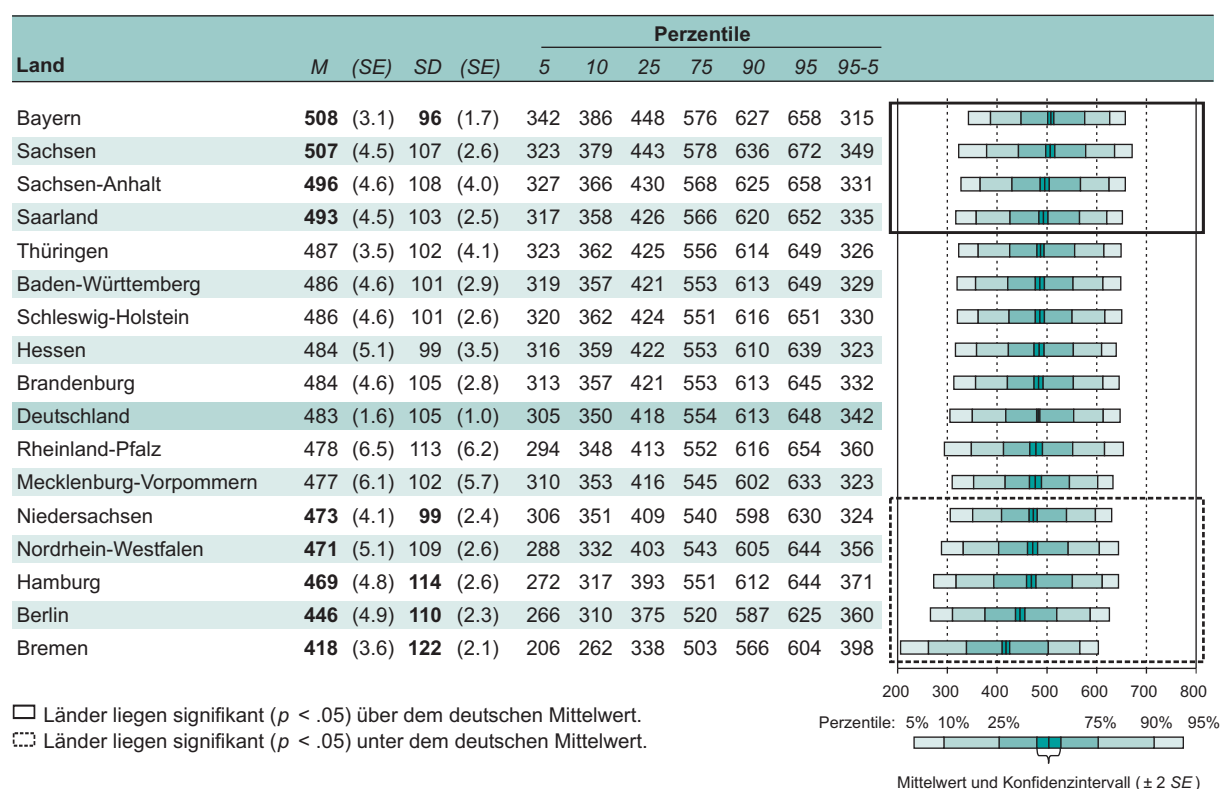 Perzentile
Land M (SE) SD (SE) 5 10 25 75 90 95 95-5
Bayern 508 (3.1) 96 (1.7) 342 386 448 576 627 658 315
Sachsen 507 (4.5) 107 (2.6) 323 379 443 578 636 672 349
Sachsen-Anhalt 496 (4.6) 108 (4.0) 327 366 430 568 625 658 331
Saarland 493 (4.5) 103 (2.5) 317 358 426 566 620 652 335
Thüringen 487 (3.5) 102 (4.1) 323 362 425 556 614 649 326
Baden-Württemberg 486 (4.6) 101 (2.9) 319 357 421 553 613 649 329
Schleswig-Holstein 486 (4.6) 101 (2.6) 320 362 424 551 616 651 330
Hessen 484 (5.1) 99 (3.5) 316 359 422 553 610 639 323
Brandenburg 484 (4.6) 105 (2.8) 313 357 421 553 613 645 332
Deutschland 483 (1.6) 105 (1.0) 305 350 418 554 613 648 342
Rheinland-Pfalz 478 (6.5) 113 (6.2) 294 348 413 552 616 654 360
Mecklenburg-Vorpommern 477 (6.1) 102 (5.7) 310 353 416 545 602 633 323
Niedersachsen 473 (4.1) 99 (2.4) 306 351 409 540 598 630 324
Nordrhein-Westfalen 471 (5.1) 109 (2.6) 288 332 403 543 605 644 356
Hamburg 469 (4.8) 114 (2.6) 272 317 393 551 612 644 371
Berlin 446 (4.9) 110 (2.3) 266 310 375 520 587 625 360
Bremen 418 (3.6) 122 (2.1) 206 262 338 503 566 604 398
200 300 400 500 600 700 800
Länder liegen signifikant (p < .05) über dem deutschen Mittelwert.
Länder liegen signifikant (p < .05) unter dem deutschen Mittelwert.
Perzentile: 5% 10% 25% 75% 90% 95%
Mittelwert und Konfidenzintervall (± 2 SE)